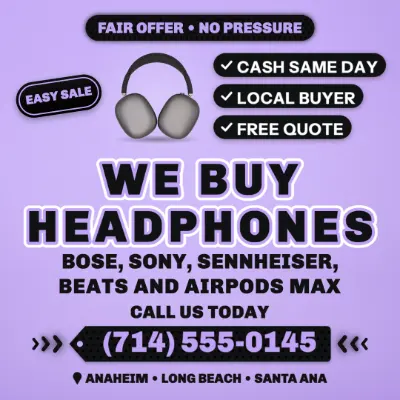 FAIR OFFER • NO PRESSURE
EASY SALE
✓ CASH SAME DAY
✓ LOCAL BUYER
✓ FREE QUOTE
WE BUY
HEADPHONES
BOSE, SONY, SENNHEISER,
BEATS AND AIRPODS MAX
CALL US TODAY
(714) 555-0145
ANAHEIM • LONG BEACH • SANTA ANA